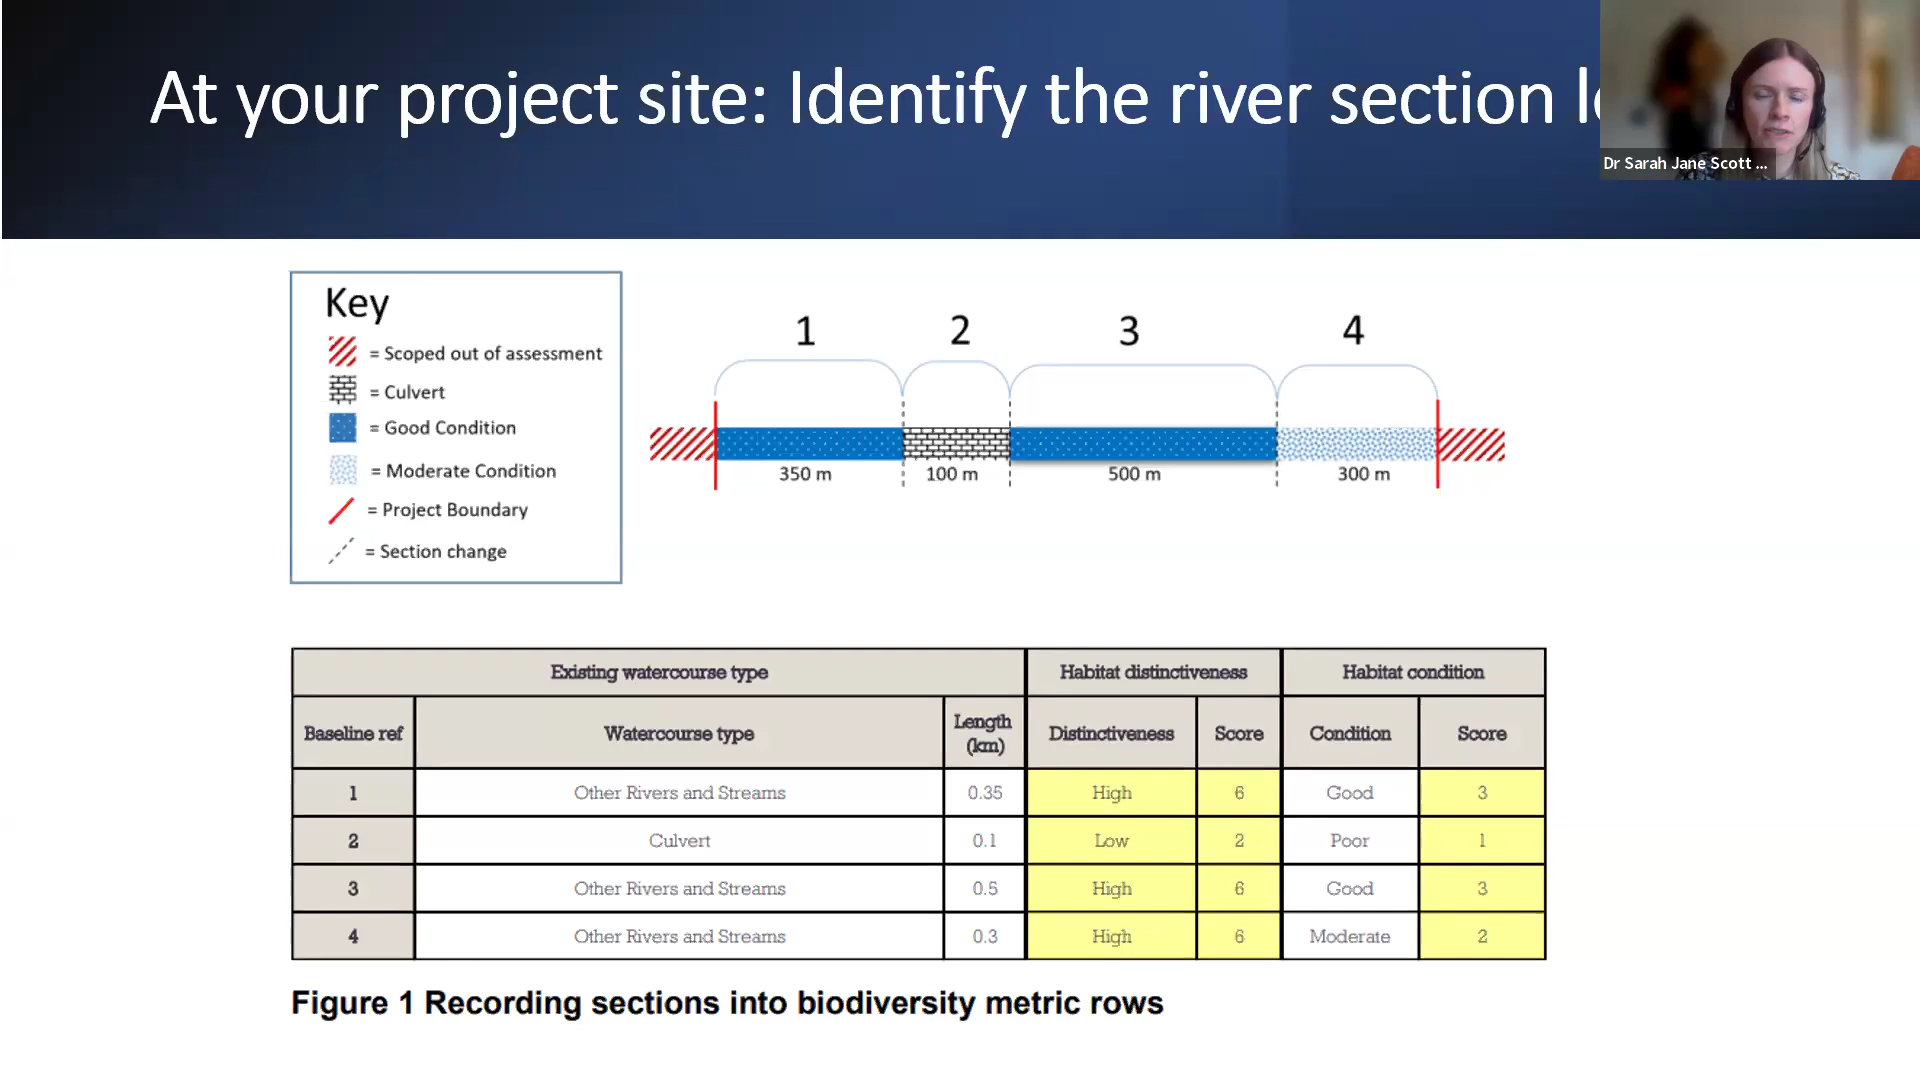 At your project site: Identify the river section
Dr Sarah Jane Scott ...
Key
= Scoped out of assessment
= Culvert
= Good Condition
= Moderate Condition
= Project Boundary
= Section change
1 2 3 4
350 m 100 m 500 m 300 m
Existing watercourse type Habitat distinctiveness Habitat condition
Baseline ref Watercourse type Length (km) Distinctiveness Score Condition Score
1 Other Rivers and Streams 0.35 High 6 Good 3
2 Culvert 0.1 Low 2 Poor 1
3 Other Rivers and Streams 0.5 High 6 Good 3
4 Other Rivers and Streams 0.3 High 6 Moderate 2
Figure 1 Recording sections into biodiversity metric rows